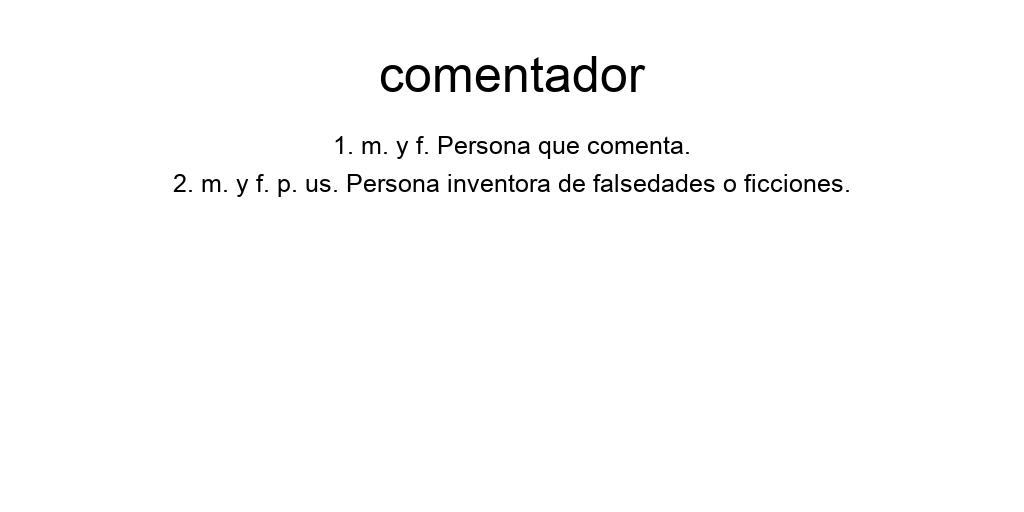 comentador
1. m. y f. Persona que comenta.
2. m. y f. p. us. Persona inventora de falsedades o ficciones.